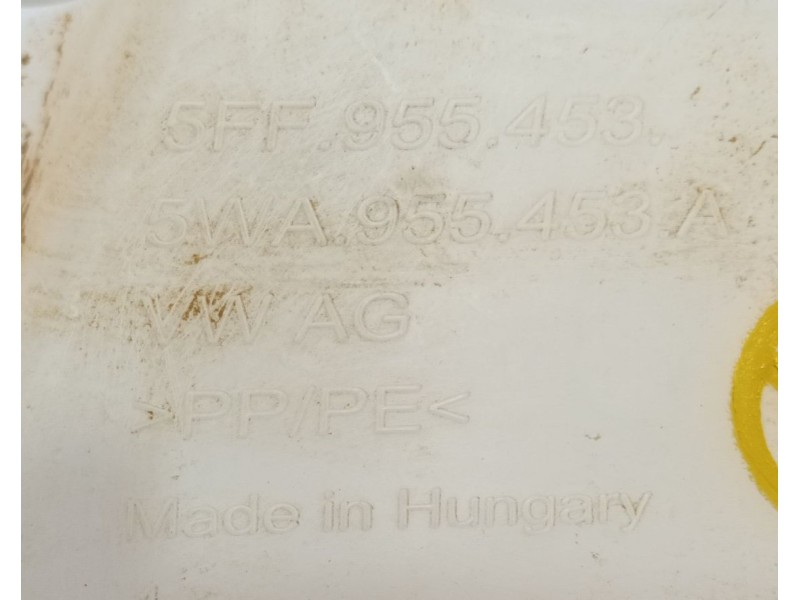 5FF.955.453.
5WA.955.453.A
VW AG
>PP/PE<
Made in Hungary